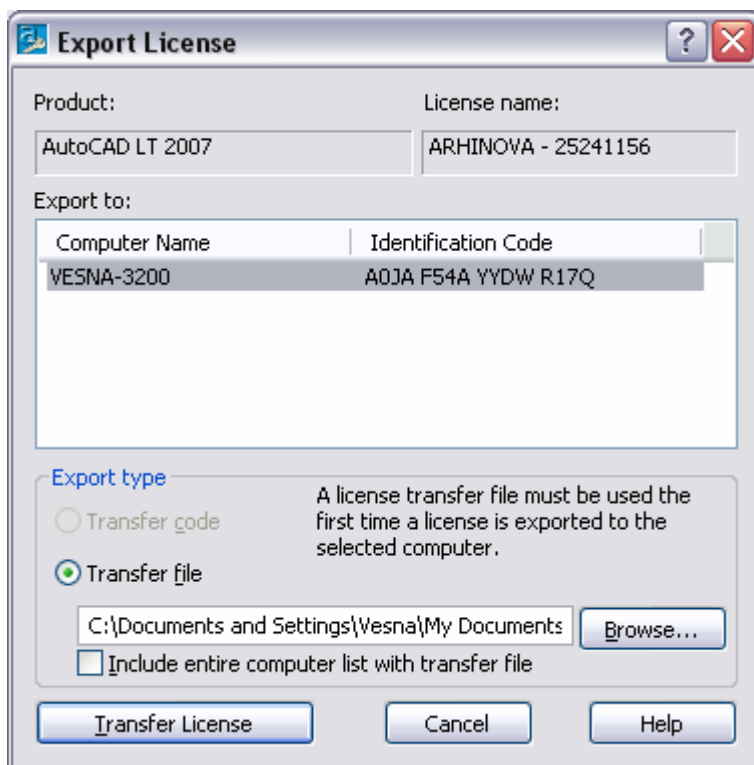 Export License
Product:
License name:
AutoCAD LT 2007
ARHINOVA - 25241156
Export to:
Computer Name
Identification Code
VESNA-3200
A0JA F54A YYDW R17Q
Export type
Transfer code
A license transfer file must be used the
first time a license is exported to the
selected computer.
Transfer file
C:\Documents and Settings\Vesna\My Documents
Browse...
Include entire computer list with transfer file
Transfer License
Cancel
Help